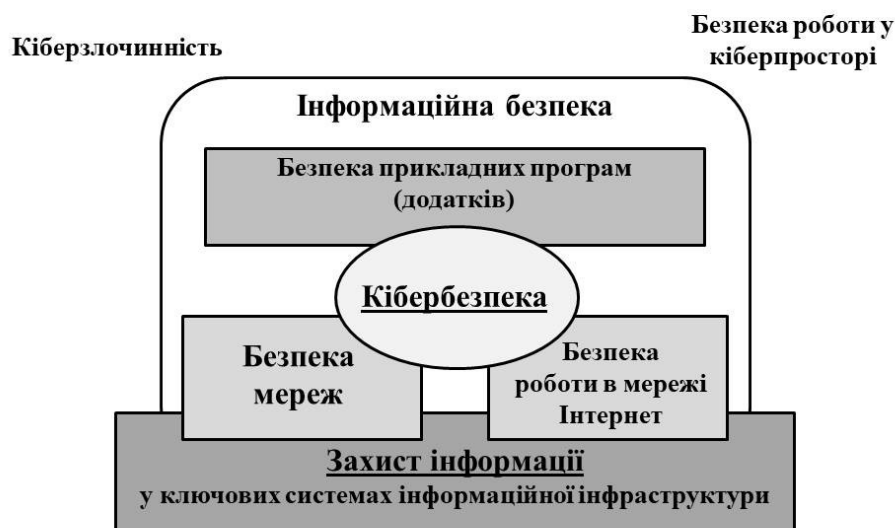 Кіберзлочинність
Безпека роботи у
кіберпросторі
Інформаційна безпека
Безпека прикладних програм
(додатків)
Кібербезпека
Безпека
мереж
Безпека
роботи в мережі
Інтернет
Захист інформації
у ключових системах інформаційної інфраструктури